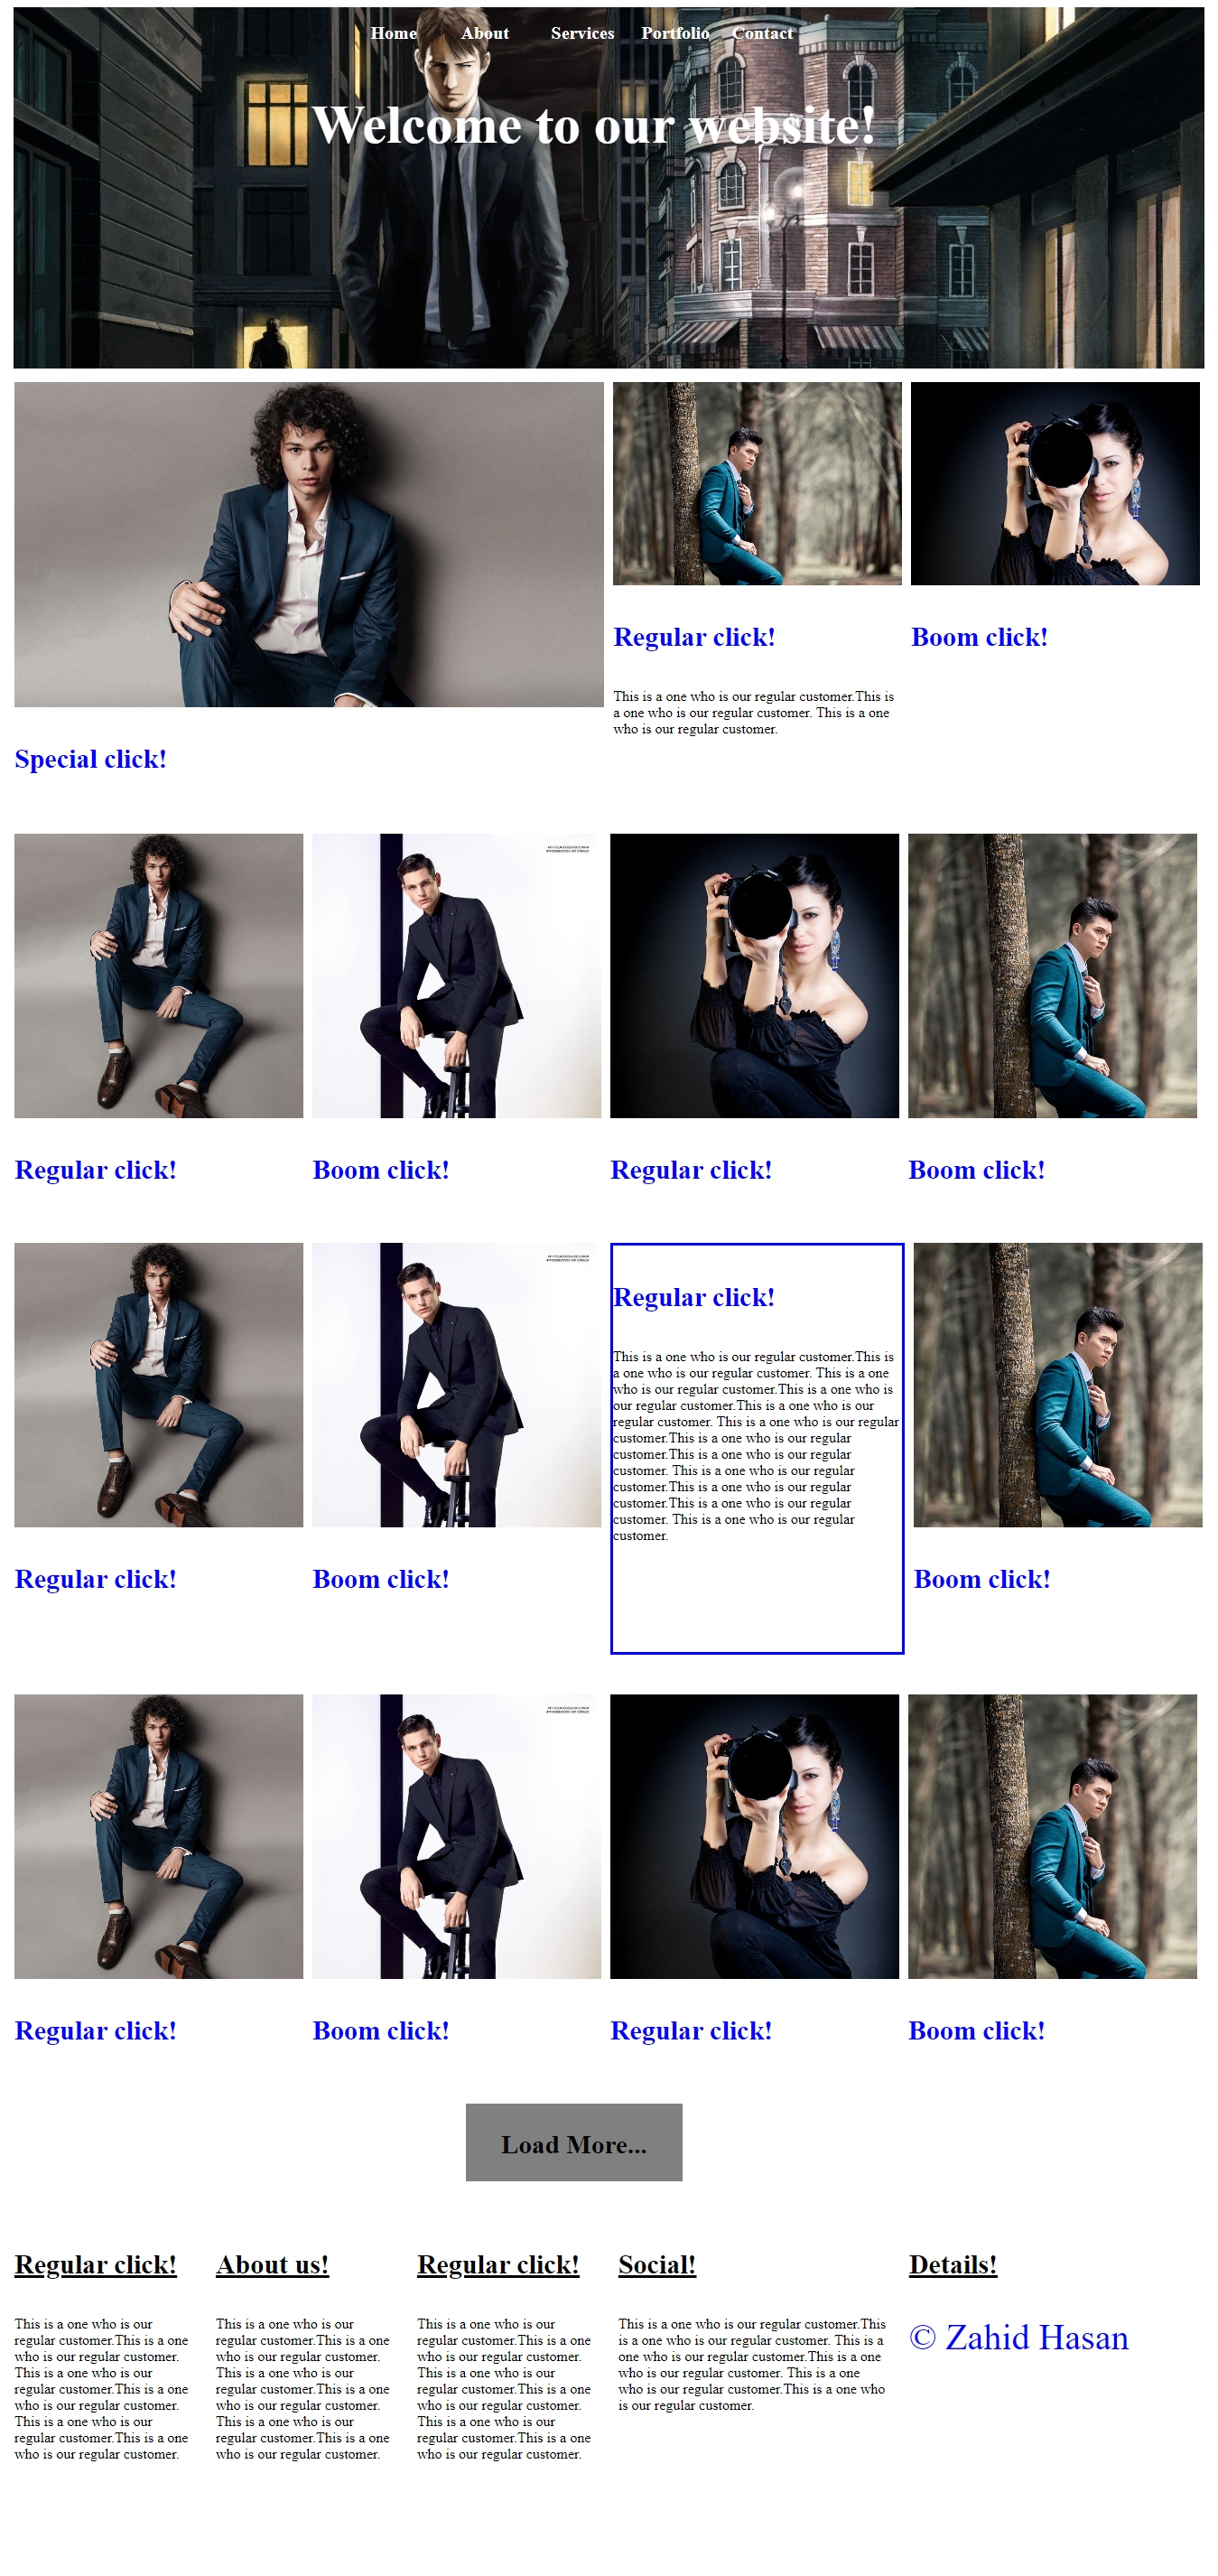 Home About Services Portfolio Contact
Welcome to our website!
Regular click!
Boom click!
This is a one who is our regular customer.This is
a one who is our regular customer. This is a one
who is our regular customer.
Special click!
Regular click!
Boom click!
Regular click!
Boom click!
Regular click!
This is a one who is our regular customer.This is
a one who is our regular customer. This is a one
who is our regular customer.This is a one who is
our regular customer.This is a one who is our
regular customer. This is a one who is our regular
customer.This is a one who is our regular
customer.This is a one who is our regular
customer. This is a one who is our regular
customer.This is a one who is our regular
customer.This is a one who is our regular
customer. This is a one who is our regular
customer.
Regular click!
Boom click!
Boom click!
Regular click!
Boom click!
Regular click!
Boom click!
Load More...
Regular click!
This is a one who is our
regular customer.This is a one
who is our regular customer.
This is a one who is our
regular customer.This is a one
who is our regular customer.
This is a one who is our
regular customer.This is a one
who is our regular customer.
About us!
This is a one who is our
regular customer.This is a one
who is our regular customer.
This is a one who is our
regular customer.This is a one
who is our regular customer.
This is a one who is our
regular customer.This is a one
who is our regular customer.
Regular click!
This is a one who is our
regular customer.This is a one
who is our regular customer.
This is a one who is our
regular customer.This is a one
who is our regular customer.
This is a one who is our
regular customer.This is a one
who is our regular customer.
Social!
This is a one who is our regular customer.This
is a one who is our regular customer. This is a
one who is our regular customer.This is a one
who is our regular customer. This is a one
who is our regular customer.This is a one who
is our regular customer.
Details!
© Zahid Hasan